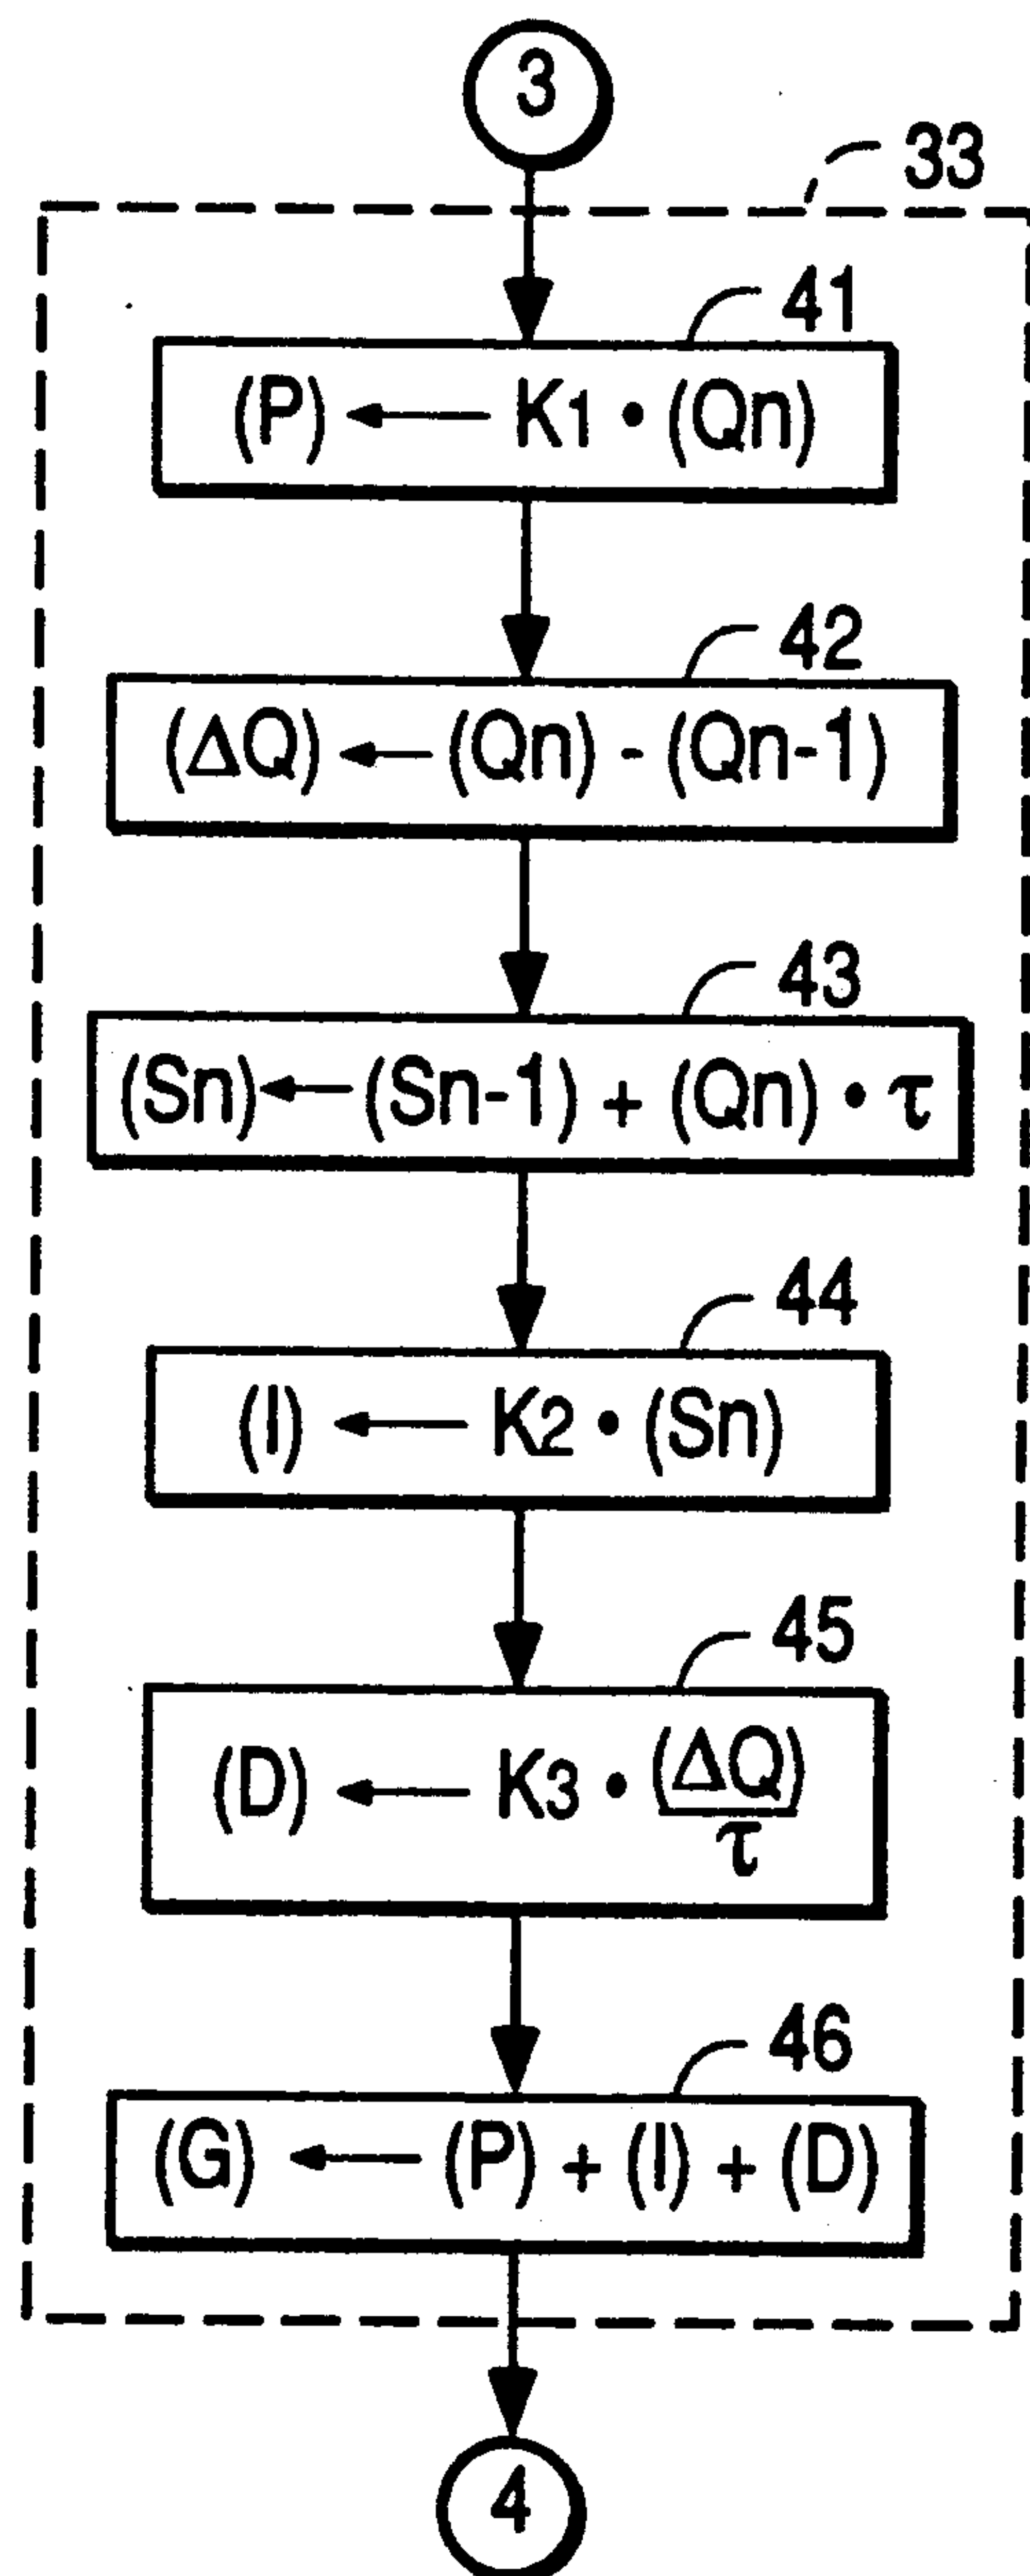 3
33
41
(P) ← K1 • (Qn)
42
(ΔQ) ← (Qn) - (Qn-1)
43
(Sn) ← (Sn-1) + (Qn) • τ
44
(I) ← K2 • (Sn)
45
(D) ← K3 • (ΔQ)
τ
46
(G) ← (P) + (I) + (D)
4